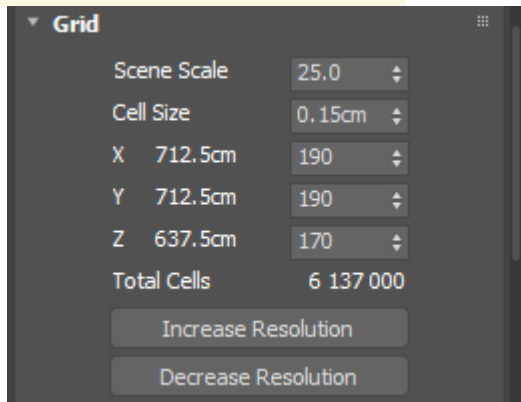 Grid
Scene Scale 25.0
Cell Size 0.15cm
X 712.5cm 190
Y 712.5cm 190
Z 637.5cm 170
Total Cells 6 137 000
Increase Resolution
Decrease Resolution